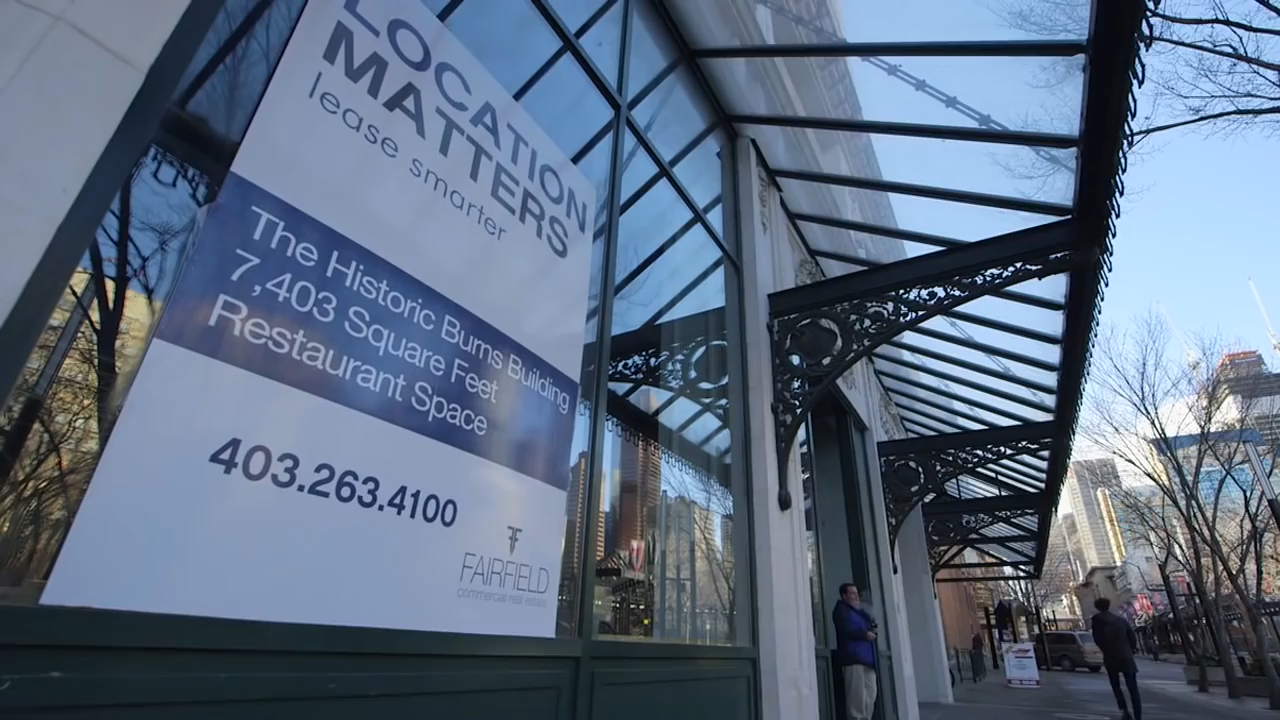 LOCATION
MATTERS
lease smarter
The Historic Burns Building
7,403 Square Feet
Restaurant Space
403.263.4100
FAIRFIELD
commercial real estate